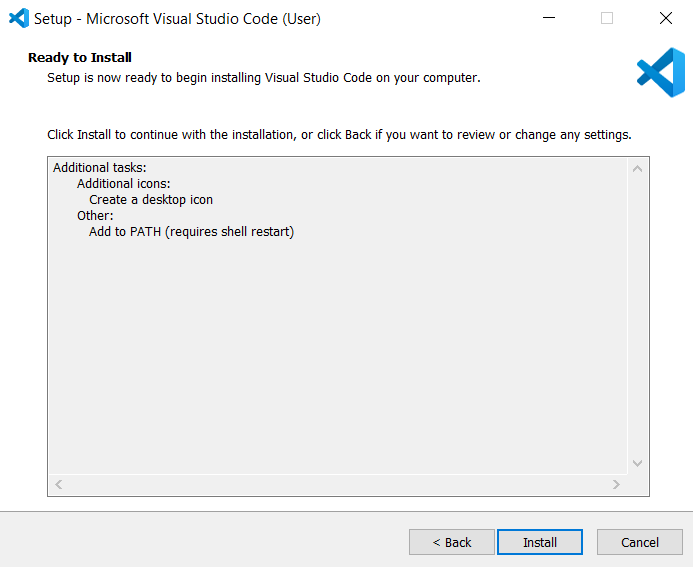 Setup - Microsoft Visual Studio Code (User)
Ready to Install
Setup is now ready to begin installing Visual Studio Code on your computer.
Click Install to continue with the installation, or click Back if you want to review or change any settings.
Additional tasks:
Additional icons:
Create a desktop icon
Other:
Add to PATH (requires shell restart)
< Back
Install
Cancel